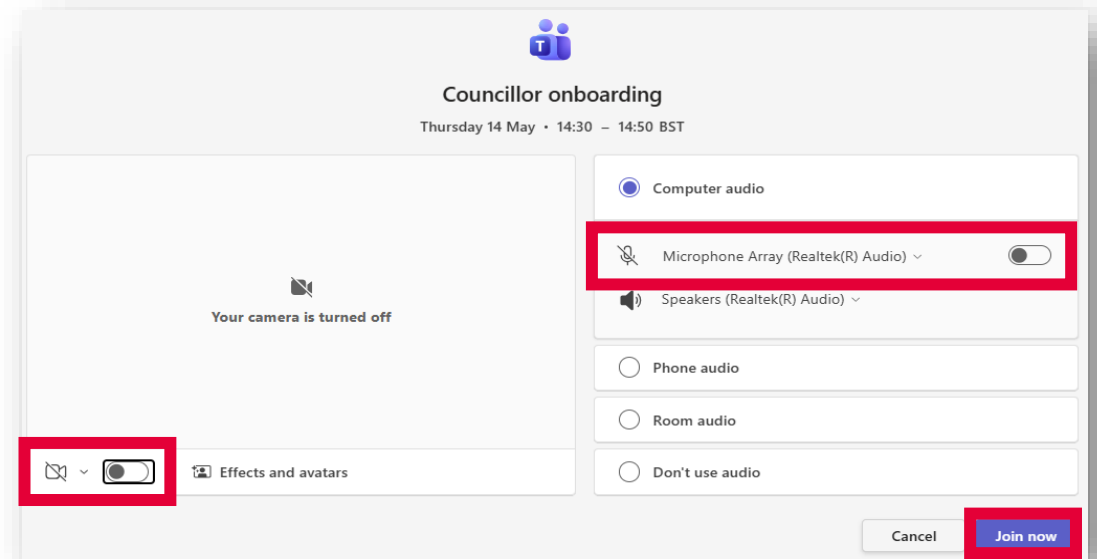 T
Councillor onboarding
Thursday 14 May • 14:30 – 14:50 BST
Your camera is turned off
Effects and avatars
Computer audio
Microphone Array (Realtek(R) Audio)
Speakers (Realtek(R) Audio)
Phone audio
Room audio
Don't use audio
Cancel
Join now